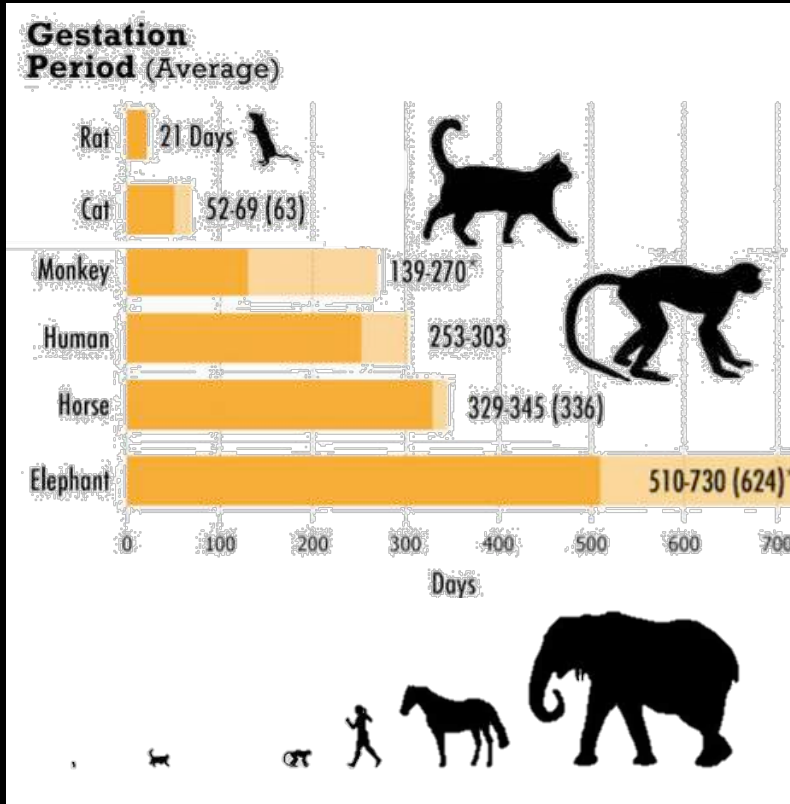 Gestation
Period (Average)
Rat 21 Days
Cat 52-69 (63)
Monkey 139-270*
Human 253-303
Horse 329-345 (336)
Elephant 510-730 (624)*
0 100 200 300 400 500 600 700
Days